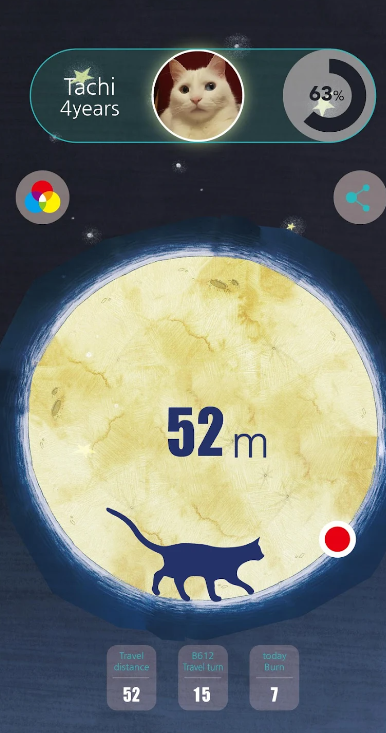 Tachi
4years
63%
52 m
Travel
distance
52
B612
Travel turn
15
today
Burn
7